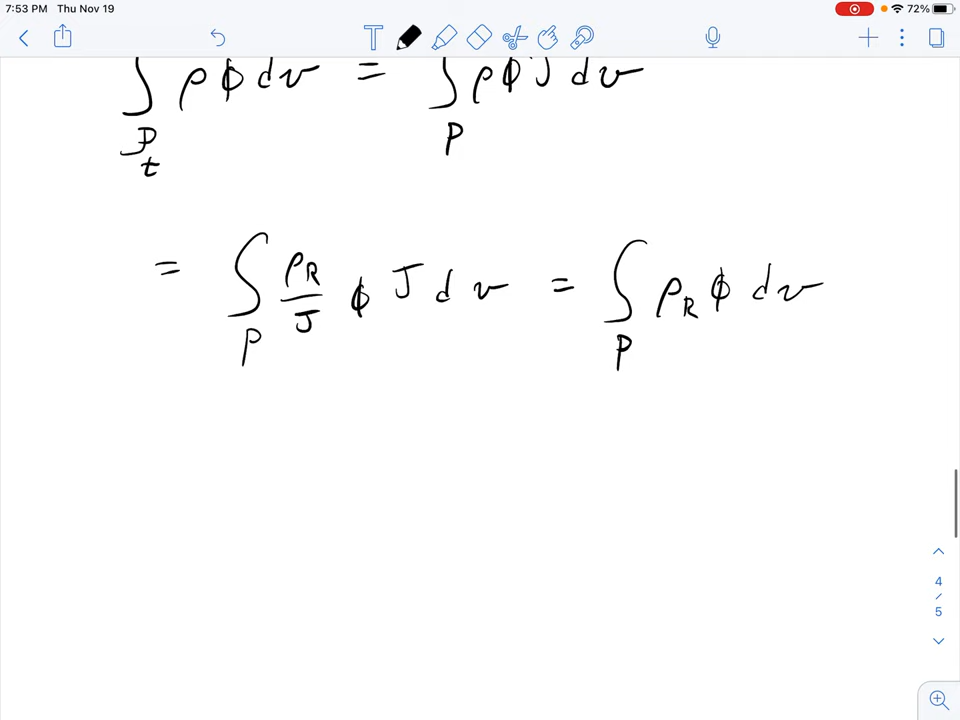 7:53 PM Thu Nov 19
72%
T
∫_{P_t} ρ ϕ dv = ∫_P ρ ϕ J dv
= ∫_P (ρ_R / J) ϕ J dv = ∫_P ρ_R ϕ dv
4
/
5